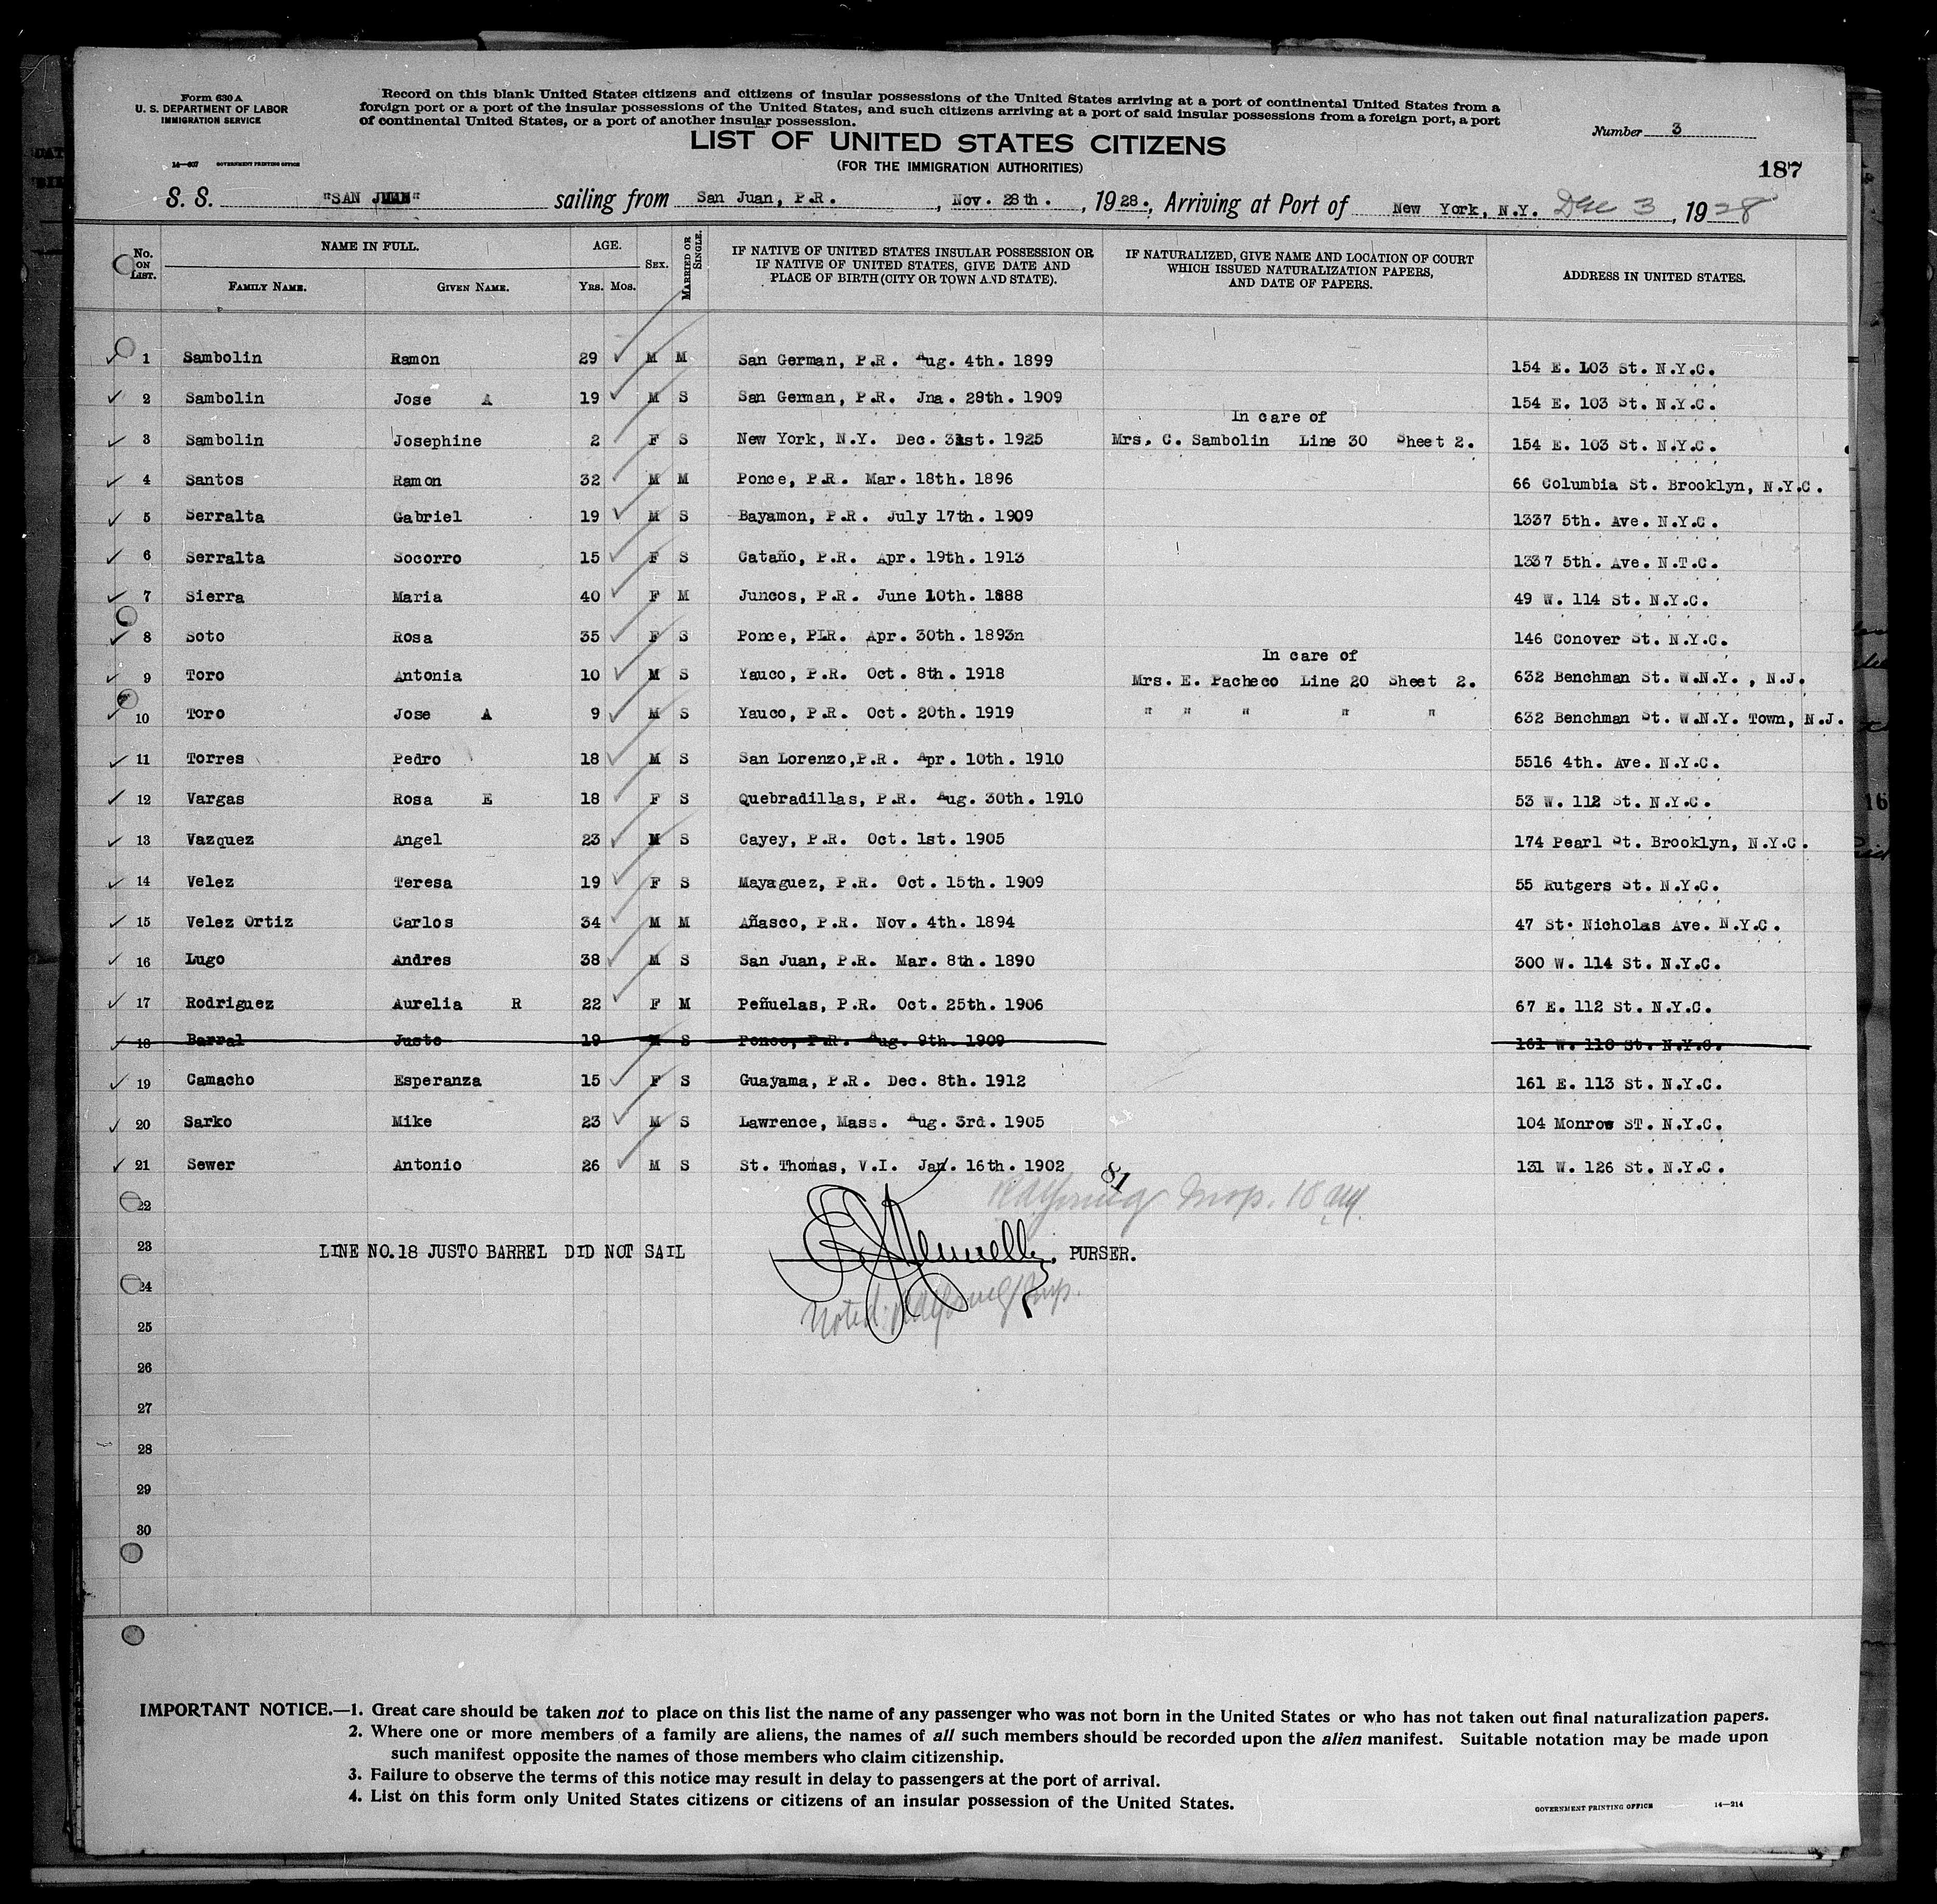 Form 630 A
U. S. DEPARTMENT OF LABOR
IMMIGRATION SERVICE
14—607 GOVERNMENT PRINTING OFFICE
Record on this blank United States citizens and citizens of insular possessions of the United States arriving at a port of continental United States from a
foreign port or a port of the insular possessions of the United States, and such citizens arriving at a port of said insular possessions from a foreign port, a port
of continental United States, or a port of another insular possession.
LIST OF UNITED STATES CITIZENS
(FOR THE IMMIGRATION AUTHORITIES)
Number 3
187
S. S. "SAN JUAN" sailing from San Juan, P.R. , Nov. 28th. , 1928., Arriving at Port of New York, N.Y. Dec 3, 1928
No. ON LIST. NAME IN FULL. AGE. SEX. MARRIED OR SINGLE. IF NATIVE OF UNITED STATES INSULAR POSSESSION OR IF NATIVE OF UNITED STATES, GIVE DATE AND PLACE OF BIRTH (CITY OR TOWN AND STATE). IF NATURALIZED, GIVE NAME AND LOCATION OF COURT WHICH ISSUED NATURALIZATION PAPERS, AND DATE OF PAPERS. ADDRESS IN UNITED STATES.
FAMILY NAME. GIVEN NAME. YRS. MOS.
1 Sambolin Ramon 29 M M San German, P.R. Aug. 4th. 1899 154 E. 103 St. N.Y.C.
2 Sambolin Jose A 19 M S San German, P.R. Jna. 28th. 1909 154 E. 103 St. N.Y.C.
In care of
3 Sambolin Josephine 2 F S New York, N.Y. Dec. 31st. 1925 Mrs. C. Sambolin Line 30 Sheet 2. 154 E. 103 St. N.Y.C.
4 Santos Ramon 32 M M Ponce, P.R. Mar. 18th. 1896 66 Columbia St. Brooklyn, N.Y.C.
5 Serralta Gabriel 19 M S Bayamon, P.R. July 17th. 1909 1337 5th. Ave. N.Y.C.
6 Serralta Socorro 15 F S Cataño, P.R. Apr. 19th. 1913 1337 5th. Ave. N.T.C.
7 Sierra Maria 40 F M Juncos, P.R. June 10th. 1888 49 W. 114 St. N.Y.C.
8 Soto Rosa 35 F S Ponce, PIR. Apr. 30th. 1893n 146 Conover St. N.Y.C.
In care of
9 Toro Antonia 10 M S Yauco, P.R. Oct. 8th. 1918 Mrs. E. Pacheco Line 20 Sheet 2. 632 Benchman St. W.N.Y. , N.J.
10 Toro Jose A 9 M S Yauco, P.R. Oct. 20th. 1919 " " " " " 632 Benchman St. W.N.Y. Town, N.J.
11 Torres Pedro 18 M S San Lorenzo,P.R. Apr. 10th. 1910 5516 4th. Ave. N.Y.C.
12 Vargas Rosa E 18 F S Quebradillas, P.R. Aug. 30th. 1910 53 W. 112 St. N.Y.C.
13 Vazquez Angel 23 M S Cayey, P.R. Oct. 1st. 1905 174 Pearl St. Brooklyn, N.Y.C.
14 Velez Teresa 19 F S Mayaguez, P.R. Oct. 15th. 1909 55 Rutgers St. N.Y.C.
15 Velez Ortiz Carlos 34 M M Añasco, P.R. Nov. 4th. 1894 47 St. Nicholas Ave. N.Y.C.
16 Lugo Andres 38 M S San Juan, P.R. Mar. 8th. 1890 300 W. 114 St. N.Y.C.
17 Rodriguez Aurelia R 22 F M Peñuelas, P.R. Oct. 25th. 1906 67 E. 112 St. N.Y.C.
18 Barral Justo 19 M S Ponce, P.R. Aug. 9th. 1909 161 W. 110 St. N.Y.C.
19 Camacho Esperanza 15 F S Guayama, P.R. Dec. 8th. 1912 161 E. 113 St. N.Y.C.
20 Sarko Mike 23 M S Lawrence, Mass. Aug. 3rd. 1905 104 Monroe ST. N.Y.C.
21 Sewer Antonio 26 M S St. Thomas, V.I. Jan. 16th. 1902 131 W. 126 St. N.Y.C.
81
22
23 LINE NO.18 JUSTO BARREL DID NOT SAIL PURSER.
24
Noted
25
26
27
28
29
30
IMPORTANT NOTICE.—1. Great care should be taken not to place on this list the name of any passenger who was not born in the United States or who has not taken out final naturalization papers.
2. Where one or more members of a family are aliens, the names of all such members should be recorded upon the alien manifest. Suitable notation may be made upon
such manifest opposite the names of those members who claim citizenship.
3. Failure to observe the terms of this notice may result in delay to passengers at the port of arrival.
4. List on this form only United States citizens or citizens of an insular possession of the United States.
GOVERNMENT PRINTING OFFICE 14—214